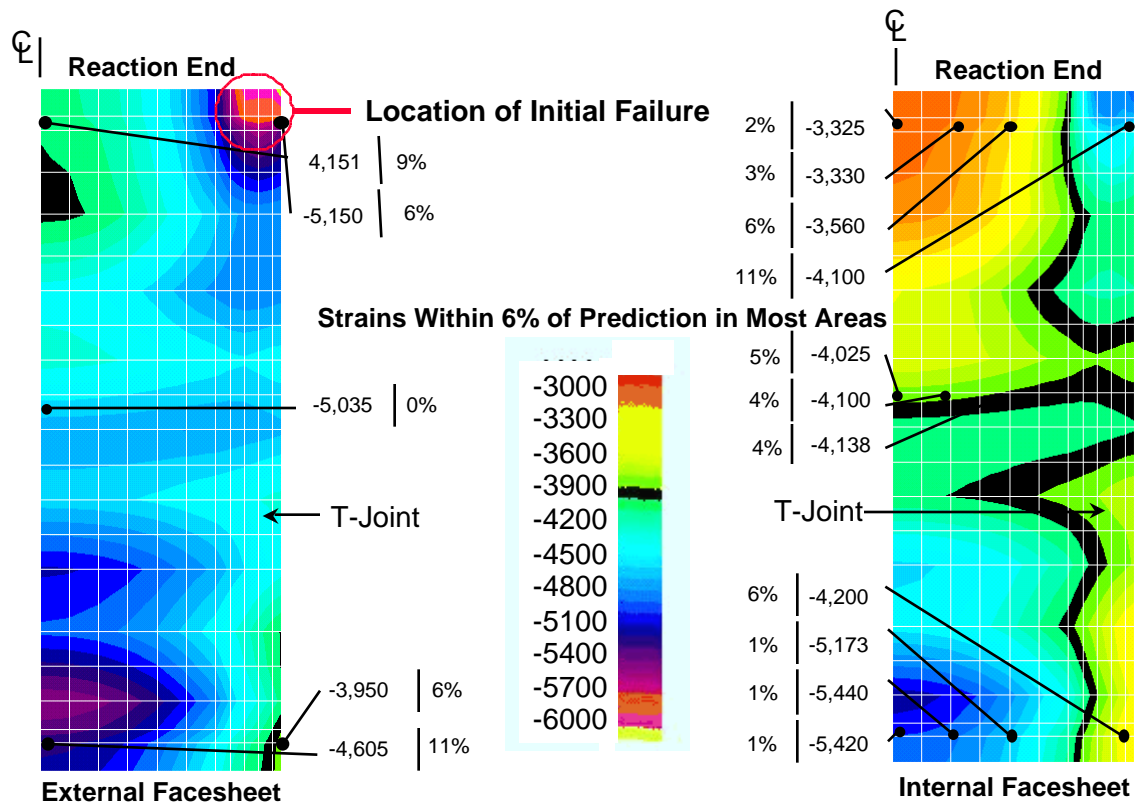 ℄
Reaction End
Location of Initial Failure
4,151 | 9%
-5,150 | 6%
-5,035 | 0%
T-Joint
-3,950 | 6%
-4,605 | 11%
External Facesheet
Strains Within 6% of Prediction in Most Areas
-3000
-3300
-3600
-3900
-4200
-4500
-4800
-5100
-5400
-5700
-6000
℄
Reaction End
2% | -3,325
3% | -3,330
6% | -3,560
11% | -4,100
5% | -4,025
4% | -4,100
4% | -4,138
T-Joint
6% | -4,200
1% | -5,173
1% | -5,440
1% | -5,420
Internal Facesheet